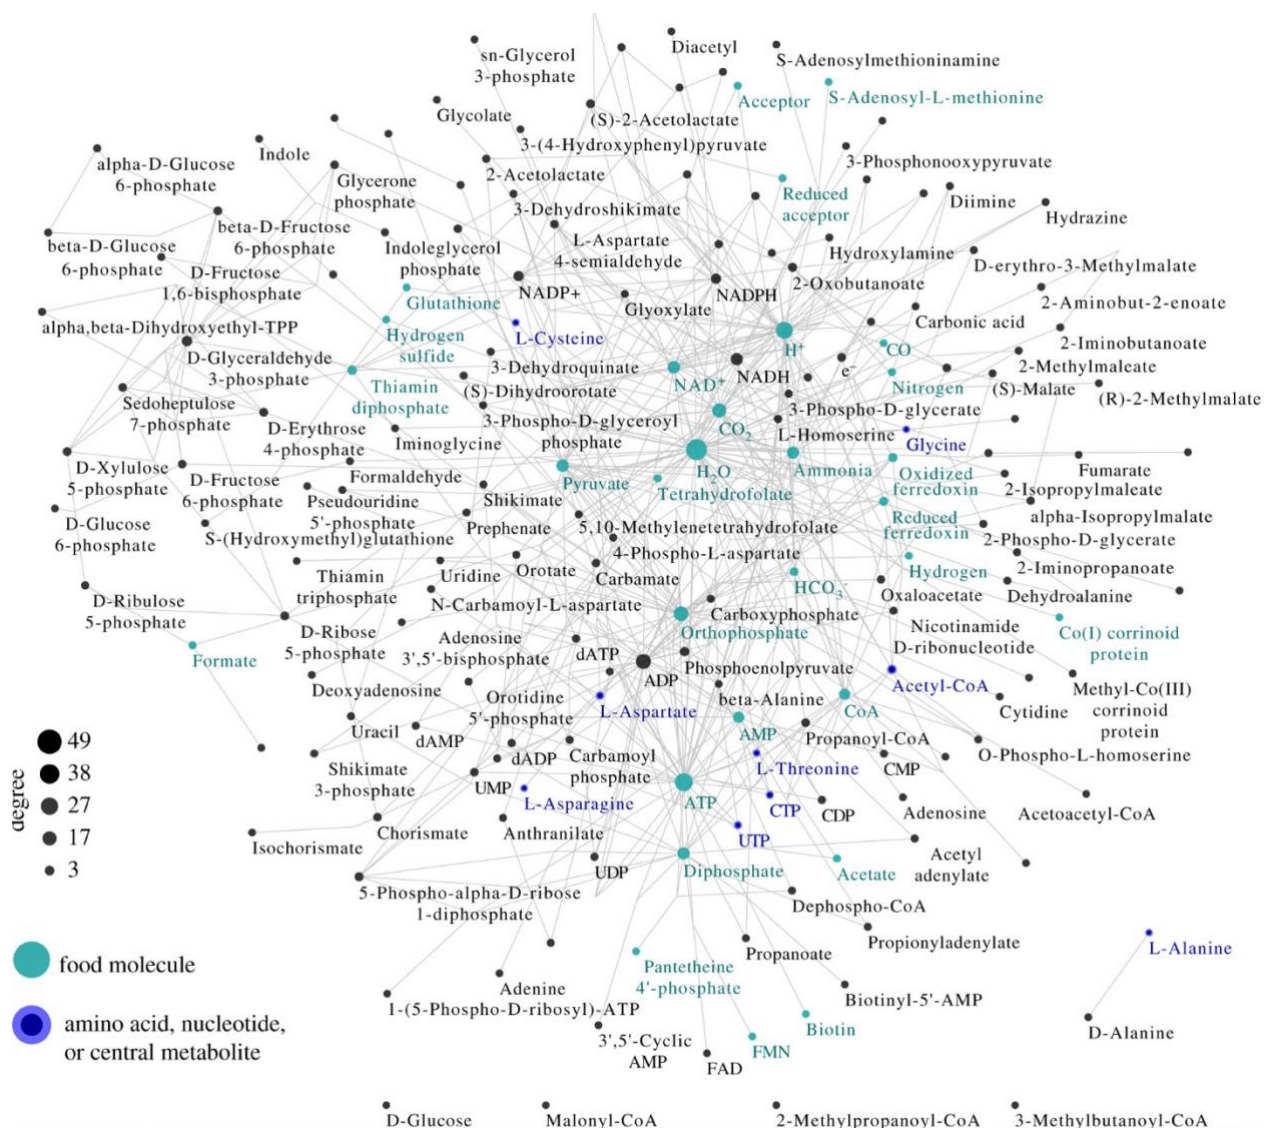 sn-Glycerol
3-phosphate
Diacetyl
S-Adenosylmethioninamine
Acceptor
S-Adenosyl-L-methionine
Glycolate
(S)-2-Acetolactate
3-(4-Hydroxyphenyl)pyruvate
Indole
alpha-D-Glucose
6-phosphate
Glycerone
phosphate
2-Acetolactate
3-Phosphonooxypyruvate
Reduced
acceptor
Diimine
Hydrazine
3-Dehydroshikimate
beta-D-Fructose
6-phosphate
beta-D-Glucose
6-phosphate
Indoleglycerol
phosphate
L-Aspartate
4-semialdehyde
Hydroxylamine
D-erythro-3-Methylmalate
D-Fructose
1,6-bisphosphate
NADP+
NADPH
2-Oxobutanoate
Glutathione
Glyoxylate
2-Aminobut-2-enoate
alpha,beta-Dihydroxyethyl-TPP
Hydrogen
sulfide
L-Cysteine
Carbonic acid
H⁺
CO
2-Iminobutanoate
D-Glyceraldehyde
3-phosphate
3-Dehydroquinate
NAD⁺
NADH
e⁻
2-Methylmaleate
Thiamin
diphosphate
(S)-Dihydroorotate
Nitrogen
(S)-Malate
(R)-2-Methylmalate
Sedoheptulose
7-phosphate
3-Phospho-D-glyceroyl
phosphate
3-Phospho-D-glycerate
CO₂
D-Erythrose
4-phosphate
Iminoglycine
L-Homoserine
Glycine
D-Xylulose
5-phosphate
D-Fructose
6-phosphate
Formaldehyde
Pyruvate
H₂O
Ammonia
Oxidized
ferredoxin
Fumarate
2-Isopropylmaleate
Pseudouridine
5'-phosphate
Shikimate
Tetrahydrofolate
D-Glucose
6-phosphate
S-(Hydroxymethyl)glutathione
Prephenate
5,10-Methylenetetrahydrofolate
Reduced
ferredoxin
alpha-Isopropylmalate
2-Phospho-D-glycerate
4-Phospho-L-aspartate
Thiamin
triphosphate
Uridine
Orotate
Carbamate
HCO₃⁻
Hydrogen
2-Iminopropanoate
D-Ribulose
5-phosphate
N-Carbamoyl-L-aspartate
Carboxyphosphate
Oxaloacetate
Dehydroalanine
D-Ribose
5-phosphate
Adenosine
3',5'-bisphosphate
dATP
Orthophosphate
Nicotinamide
D-ribonucleotide
Co(I) corrinoid
protein
Formate
ADP
Phosphoenolpyruvate
Deoxyadenosine
Orotidine
5'-phosphate
L-Aspartate
beta-Alanine
CoA
Acetyl-CoA
Cytidine
Methyl-Co(III)
corrinoid
protein
Uracil
dAMP
dADP
AMP
Propanoyl-CoA
O-Phospho-L-homoserine
Shikimate
3-phosphate
UMP
Carbamoyl
phosphate
L-Threonine
CMP
L-Asparagine
ATP
CTP
CDP
Adenosine
Acetoacetyl-CoA
Isochorismate
Chorismate
Anthranilate
UTP
UDP
Diphosphate
Acetate
Acetyl
adenylate
5-Phospho-alpha-D-ribose
1-diphosphate
Dephospho-CoA
Propionyladenylate
Propanoate
L-Alanine
Pantetheine
4'-phosphate
Adenine
1-(5-Phospho-D-ribosyl)-ATP
Biotinyl-5'-AMP
3',5'-Cyclic
AMP
Biotin
FMN
FAD
D-Alanine
D-Glucose
Malonyl-CoA
2-Methylpropanoyl-CoA
3-Methylbutanoyl-CoA
degree
49
38
27
17
3
food molecule
amino acid, nucleotide,
or central metabolite